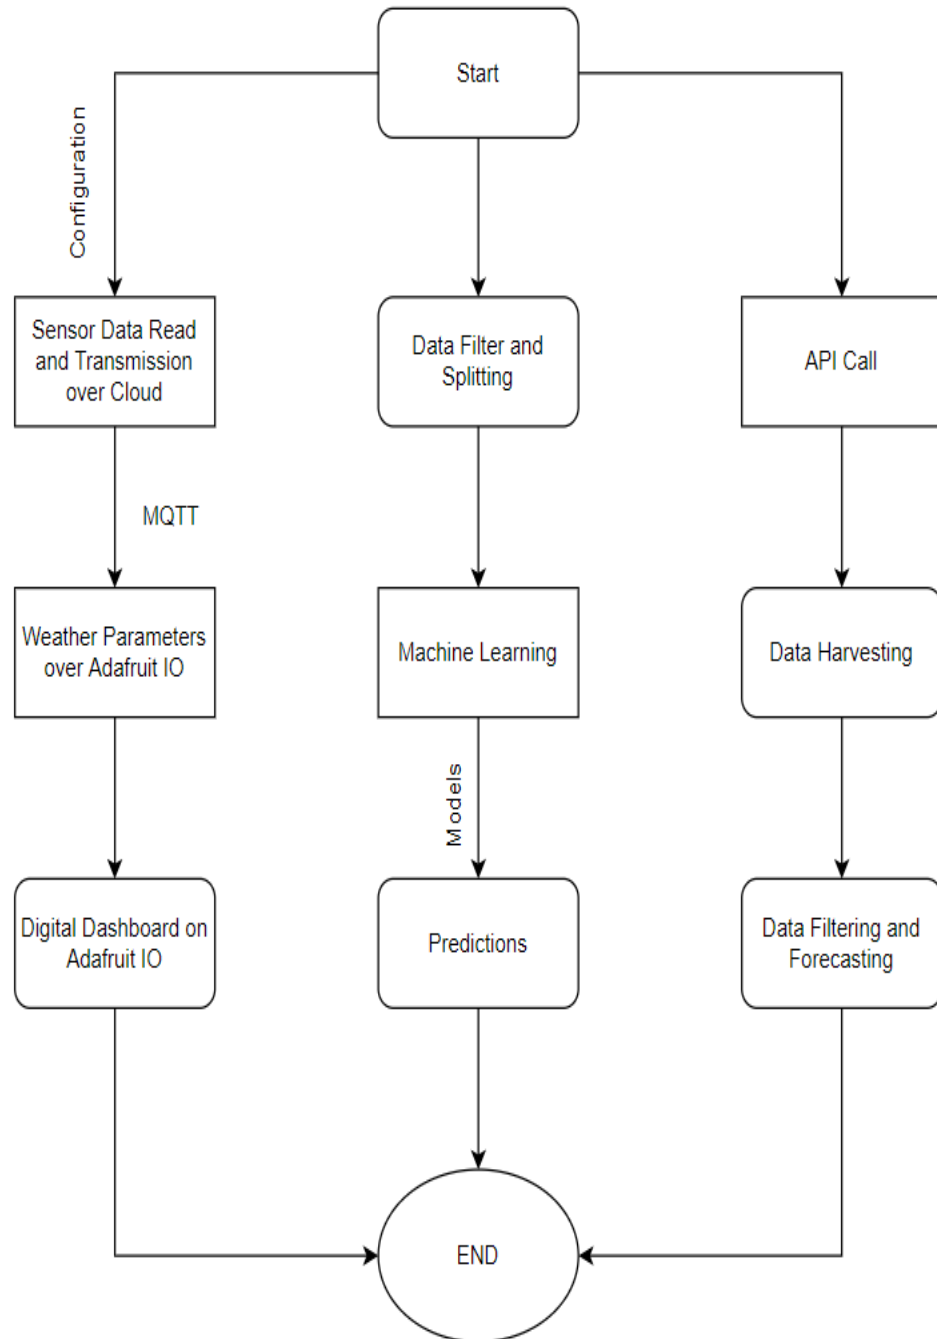 Start
Configuration
Sensor Data Read
and Transmission
over Cloud
Data Filter and
Splitting
API Call
MQTT
Weather Parameters
over Adafruit IO
Machine Learning
Data Harvesting
Models
Digital Dashboard on
Adafruit IO
Predictions
Data Filtering and
Forecasting
END